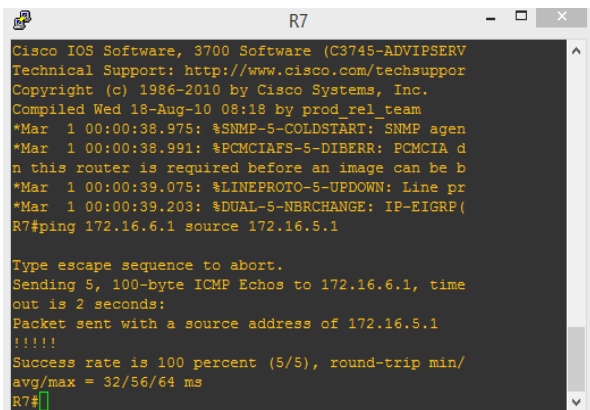 R7
Cisco IOS Software, 3700 Software (C3745-ADVIPSERV
Technical Support: http://www.cisco.com/techsuppor
Copyright (c) 1986-2010 by Cisco Systems, Inc.
Compiled Wed 18-Aug-10 08:18 by prod_rel_team
*Mar  1 00:00:38.975: %SNMP-5-COLDSTART: SNMP agen
*Mar  1 00:00:38.991: %PCMCIAFS-5-DIBERR: PCMCIA d
n this router is required before an image can be b
*Mar  1 00:00:39.075: %LINEPROTO-5-UPDOWN: Line pr
*Mar  1 00:00:39.203: %DUAL-5-NBRCHANGE: IP-EIGRP(
R7#ping 172.16.6.1 source 172.16.5.1
Type escape sequence to abort.
Sending 5, 100-byte ICMP Echos to 172.16.6.1, time
out is 2 seconds:
Packet sent with a source address of 172.16.5.1
!!!!!
Success rate is 100 percent (5/5), round-trip min/
avg/max = 32/56/64 ms
R7#